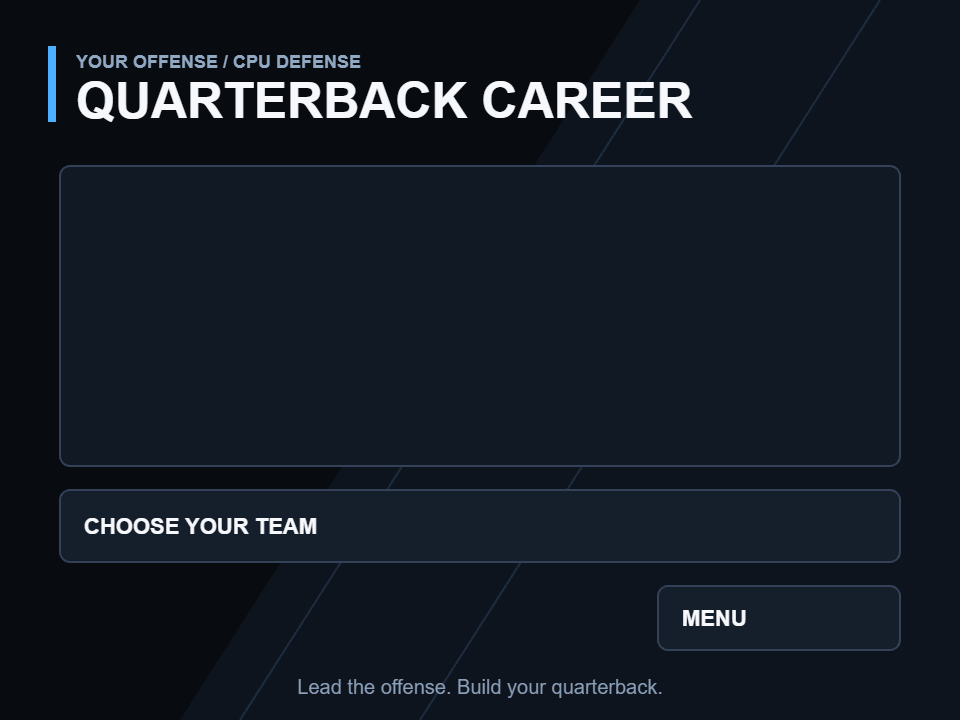 YOUR OFFENSE / CPU DEFENSE
QUARTERBACK CAREER
CHOOSE YOUR TEAM
MENU
Lead the offense. Build your quarterback.